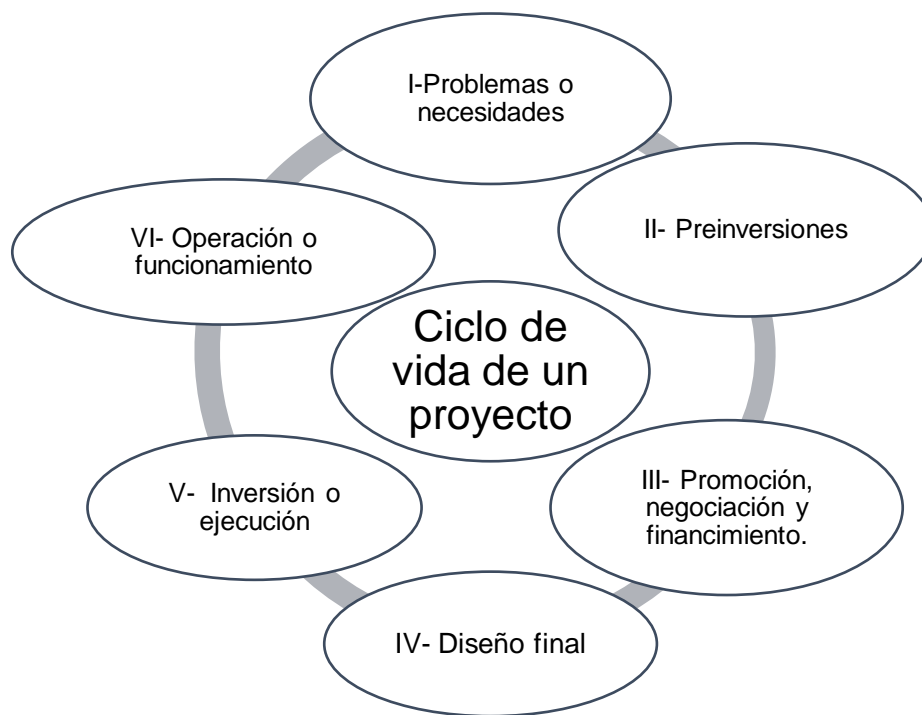 I-Problemas o
necesidades
II- Preinversiones
III- Promoción,
negociación y
financimiento.
IV- Diseño final
V- Inversión o
ejecución
VI- Operación o
funcionamiento
Ciclo de
vida de un
proyecto